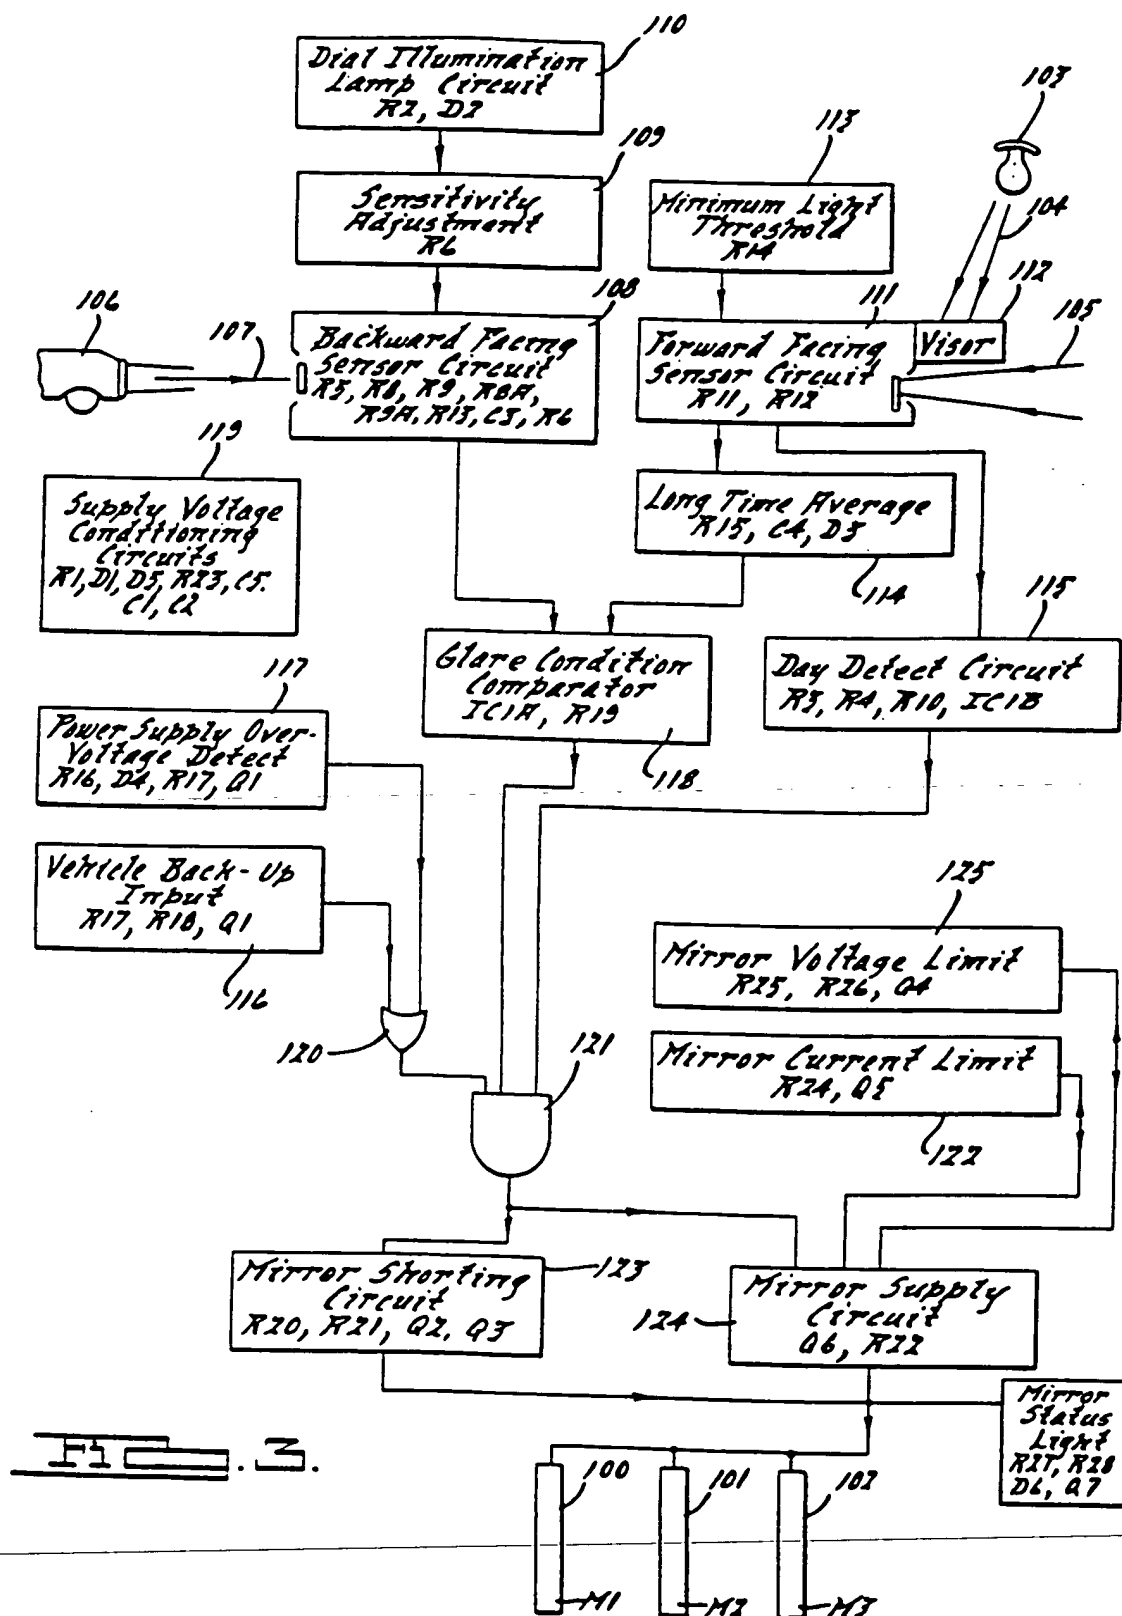 110
Dial Illumination
Lamp Circuit
R2, D2
109
Sensitivity
Adjustment
R6
113
Minimum Light
Threshold
R14
103
104
112
Visor
105
106
107
108
Backward Facing
Sensor Circuit
R5, R8, R9, R8A,
R9A, R13, C3, R6
111
Forward Facing
Sensor Circuit
R11, R12
119
Supply Voltage
Conditioning
Circuits
R1, D1, D5, R23, C5.
C1, C2
Long Time Average
R15, C4, D3
114
115
Day Detect Circuit
R3, R4, R10, IC1B
Glare Condition
Comparator
IC1A, R19
118
117
Power Supply Over-
Voltage Detect
R16, D4, R17, Q1
Vehicle Back-Up
Input
R17, R18, Q1
116
120
121
125
Mirror Voltage Limit
R25, R26, Q4
Mirror Current Limit
R24, Q5
122
Mirror Shorting
Circuit
R20, R21, Q2, Q3
123
124
Mirror Supply
Circuit
Q6, R22
Mirror
Status
Light
R27, R28
D6, Q7
FIG. 3.
100
101
102
M1
M2
M3